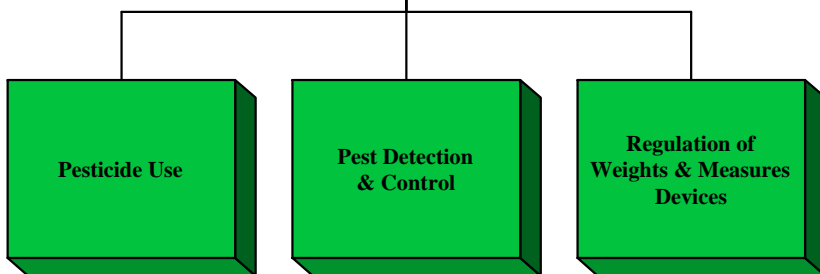 Pesticide Use
Pest Detection
& Control
Regulation of
Weights & Measures
Devices